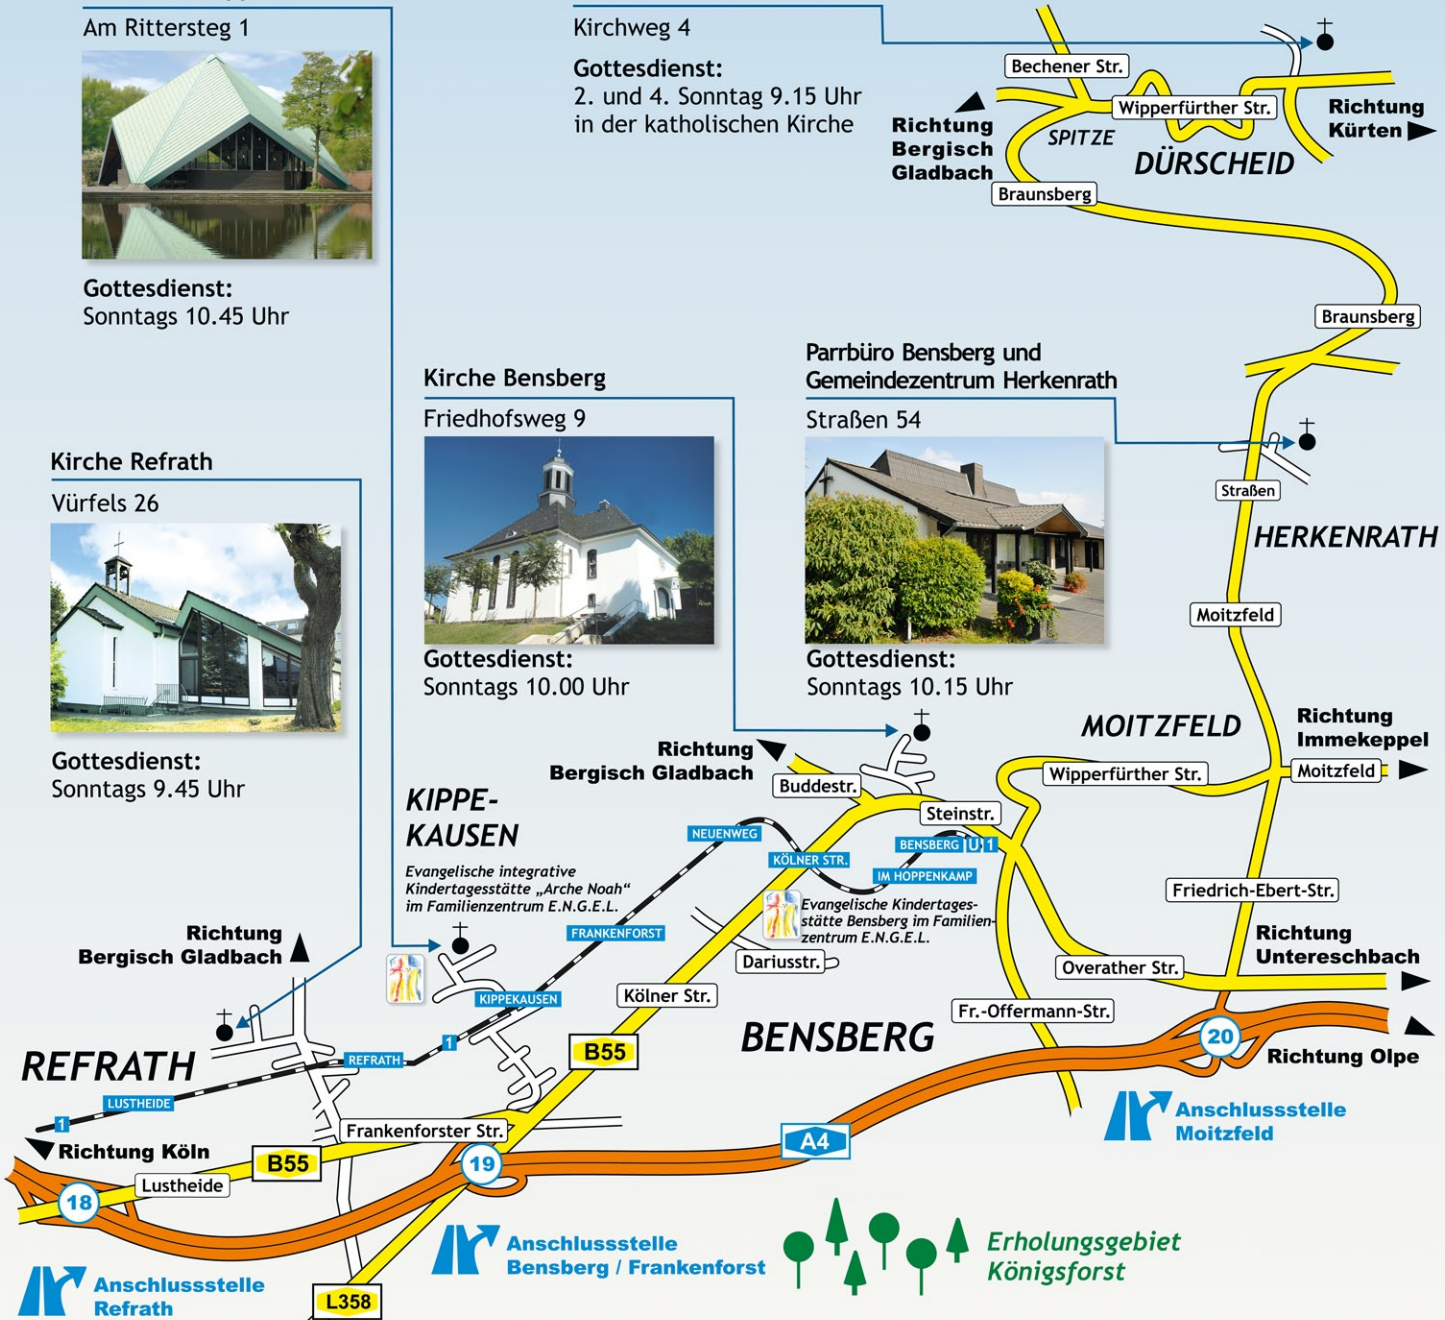 Am Rittersteg 1
Gottesdienst:
Sonntags 10.45 Uhr
Kirchweg 4
Gottesdienst:
2. und 4. Sonntag 9.15 Uhr
in der katholischen Kirche
Bechener Str.
Wipperfürther Str.
Richtung
Bergisch
Gladbach
SPITZE
DÜRSCHEID
Richtung
Kürten
Braunsberg
Braunsberg
Kirche Refrath
Vürfels 26
Gottesdienst:
Sonntags 9.45 Uhr
Kirche Bensberg
Friedhofsweg 9
Gottesdienst:
Sonntags 10.00 Uhr
Parrbüro Bensberg und
Gemeindezentrum Herkenrath
Straßen 54
Gottesdienst:
Sonntags 10.15 Uhr
Straßen
HERKENRATH
Moitzfeld
MOITZFELD
Richtung
Immekeppel
Moitzfeld
Wipperfürther Str.
Richtung
Bergisch Gladbach
Buddestr.
Steinstr.
KIPPE-
KAUSEN
Evangelische integrative
Kindertagesstätte „Arche Noah“
im Familienzentrum E.N.G.E.L.
NEUENWEG
KÖLNER STR.
BENSBERG U 1
IM HOPPENKAMP
Evangelische Kindertages-
stätte Bensberg im Familien-
zentrum E.N.G.E.L.
Friedrich-Ebert-Str.
Richtung
Bergisch Gladbach
FRANKENFORST
Dariusstr.
Richtung
Untereschbach
Overather Str.
KIPPEKAUSEN
Kölner Str.
Fr.-Offermann-Str.
BENSBERG
REFRATH
1
REFRATH
B55
20
Richtung Olpe
LUSTHEIDE
1
Richtung Köln
Frankenforster Str.
A4
Anschlussstelle
Moitzfeld
B55
19
Lustheide
18
Anschlussstelle
Bensberg / Frankenforst
Erholungsgebiet
Königsforst
Anschlussstelle
Refrath
L358